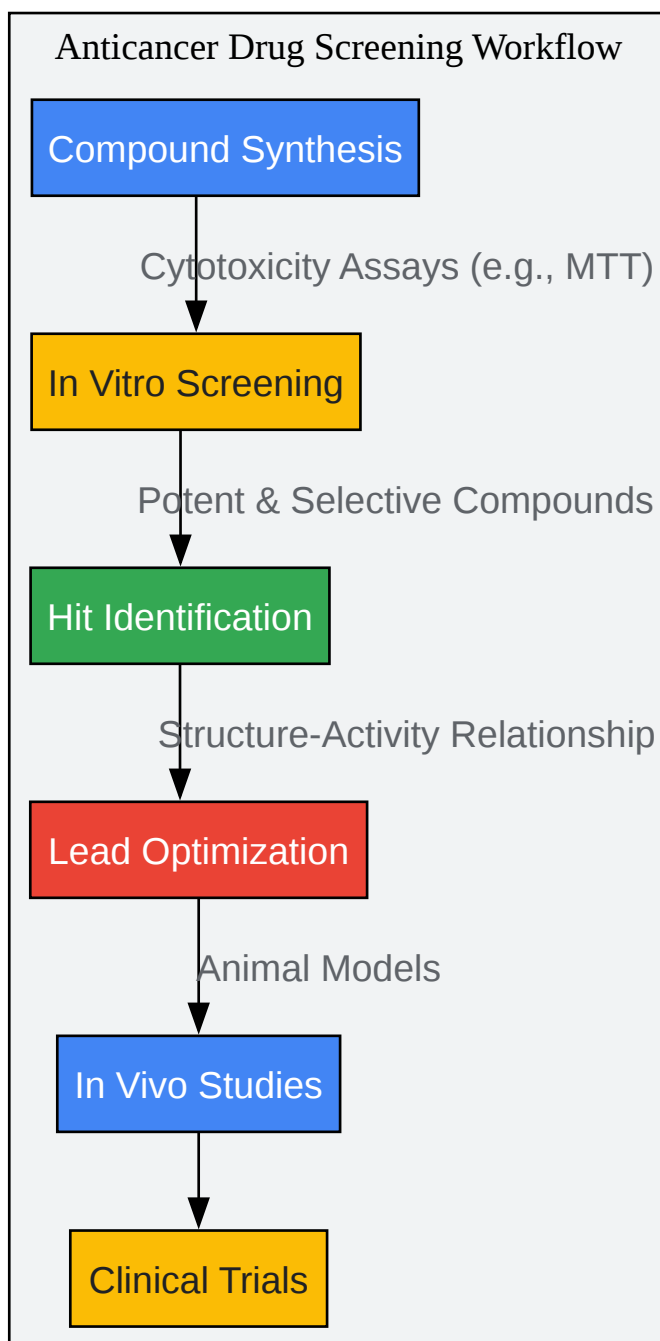 Anticancer Drug Screening Workflow
Compound Synthesis
Cytotoxicity Assays (e.g., MTT)
In Vitro Screening
Potent & Selective Compounds
Hit Identification
Structure-Activity Relationship
Lead Optimization
Animal Models
In Vivo Studies
Clinical Trials